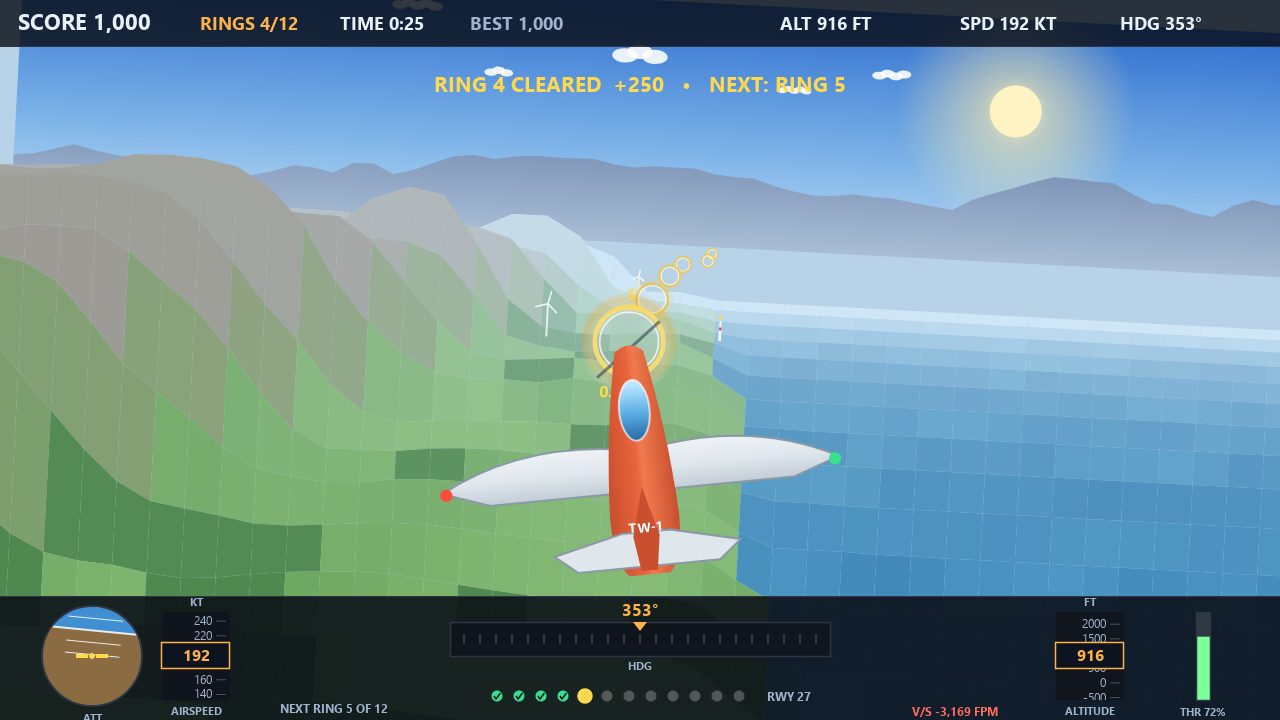 SCORE 1,000 RINGS 4/12 TIME 0:25 BEST 1,000 ALT 916 FT SPD 192 KT HDG 353°
RING 4 CLEARED +250 • NEXT: RING 5
TW-1
KT
240
220
192
160
140
AIRSPEED
ATT
NEXT RING 5 OF 12
353°
HDG
RWY 27
FT
2000
1500
916
0
-500
ALTITUDE
V/S -3,169 FPM
THR 72%